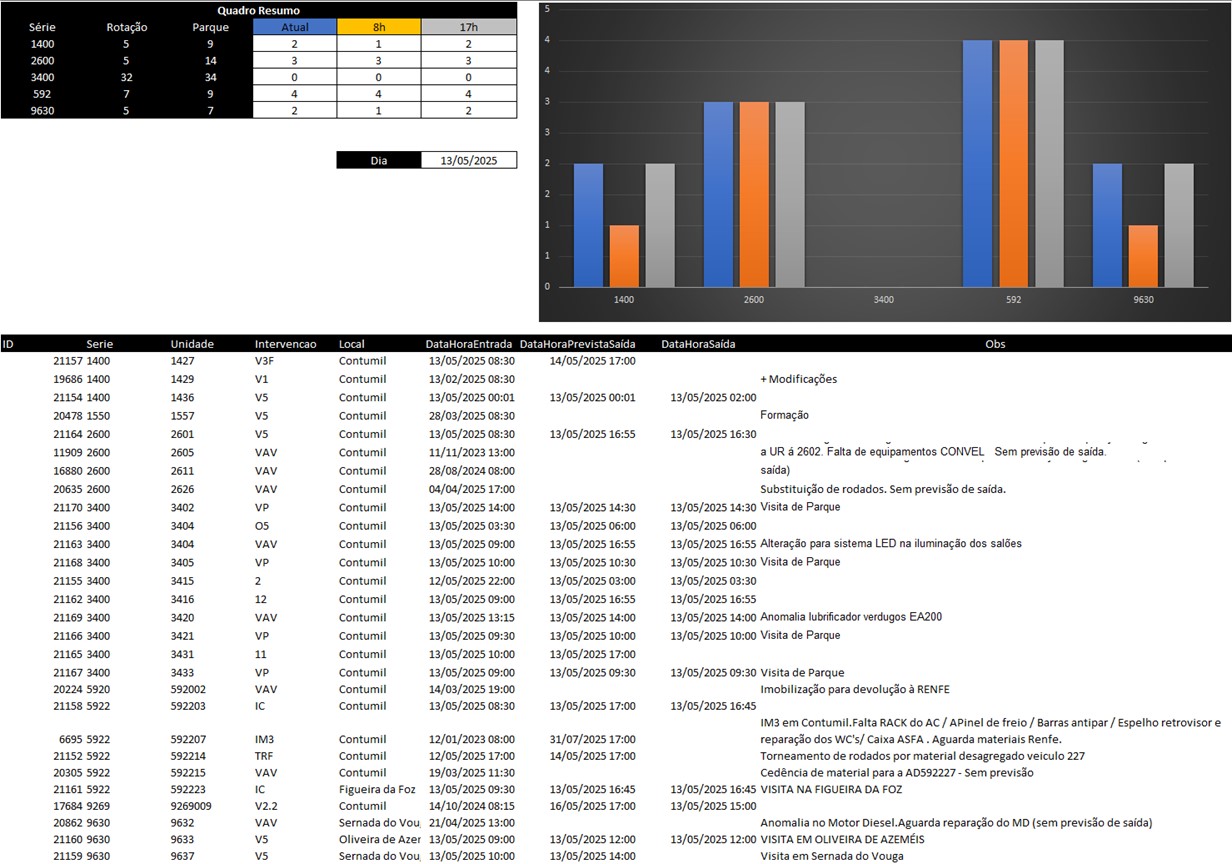 Quadro Resumo
Série Rotação Parque Atual 8h 17h
1400 5 9 2 1 2
2600 5 14 3 3 3
3400 32 34 0 0 0
592 7 9 4 4 4
9630 5 7 2 1 2
Dia 13/05/2025
5
4
4
3
3
2
2
1
1
0
1400 2600 3400 592 9630
ID Serie Unidade Intervencao Local DataHoraEntrada DataHoraPrevistaSaída DataHoraSaída Obs
21157 1400 1427 V3F Contumil 13/05/2025 08:30 14/05/2025 17:00
19686 1400 1429 V1 Contumil 13/02/2025 08:30 + Modificações
21154 1400 1436 V5 Contumil 13/05/2025 00:01 13/05/2025 00:01 13/05/2025 02:00
20478 1550 1557 V5 Contumil 28/03/2025 08:30 Formação
21164 2600 2601 V5 Contumil 13/05/2025 08:30 13/05/2025 16:55 13/05/2025 16:30
11909 2600 2605 VAV Contumil 11/11/2023 13:00 a UR á 2602. Falta de equipamentos CONVEL Sem previsão de saída.
16880 2600 2611 VAV Contumil 28/08/2024 08:00 saída)
20635 2600 2626 VAV Contumil 04/04/2025 17:00 Substituição de rodados. Sem previsão de saída.
21170 3400 3402 VP Contumil 13/05/2025 14:00 13/05/2025 14:30 13/05/2025 14:30 Visita de Parque
21156 3400 3404 O5 Contumil 13/05/2025 03:30 13/05/2025 06:00 13/05/2025 06:00
21163 3400 3404 VAV Contumil 13/05/2025 09:00 13/05/2025 16:55 13/05/2025 16:55 Alteração para sistema LED na iluminação dos salões
21168 3400 3405 VP Contumil 13/05/2025 10:00 13/05/2025 10:30 13/05/2025 10:30 Visita de Parque
21155 3400 3415 2 Contumil 12/05/2025 22:00 13/05/2025 03:00 13/05/2025 03:30
21162 3400 3416 12 Contumil 13/05/2025 09:00 13/05/2025 16:55 13/05/2025 16:55
21169 3400 3420 VAV Contumil 13/05/2025 13:15 13/05/2025 14:00 13/05/2025 14:00 Anomalia lubrificador verdugos EA200
21166 3400 3421 VP Contumil 13/05/2025 09:30 13/05/2025 10:00 13/05/2025 10:00 Visita de Parque
21165 3400 3431 11 Contumil 13/05/2025 10:00 13/05/2025 17:00
21167 3400 3433 VP Contumil 13/05/2025 09:00 13/05/2025 09:30 13/05/2025 09:30 Visita de Parque
20224 5920 592002 VAV Contumil 14/03/2025 19:00 Imobilização para devolução à RENFE
21158 5922 592203 IC Contumil 13/05/2025 08:30 13/05/2025 17:00 13/05/2025 16:45
IM3 em Contumil.Falta RACK do AC / APinel de freio / Barras antipar / Espelho retrovisor e
6695 5922 592207 IM3 Contumil 12/01/2023 08:00 31/07/2025 17:00 reparação dos WC's/ Caixa ASFA . Aguarda materiais Renfe.
21152 5922 592214 TRF Contumil 12/05/2025 17:00 14/05/2025 17:00 Torneamento de rodados por material desagregado veiculo 227
20305 5922 592215 VAV Contumil 19/03/2025 11:30 Cedência de material para a AD592227 - Sem previsão
21161 5922 592223 IC Figueira da Foz 13/05/2025 09:30 13/05/2025 16:45 13/05/2025 16:45 VISITA NA FIGUEIRA DA FOZ
17684 9269 9269009 V2.2 Contumil 14/10/2024 08:15 16/05/2025 17:00 13/05/2025 15:00
20862 9630 9632 VAV Sernada do Vou 21/04/2025 13:00 Anomalia no Motor Diesel.Aguarda reparação do MD (sem previsão de saída)
21160 9630 9633 V5 Oliveira de Azer 13/05/2025 09:00 13/05/2025 12:00 13/05/2025 12:00 VISITA EM OLIVEIRA DE AZEMÉIS
21159 9630 9637 V5 Sernada do Vou 13/05/2025 10:00 13/05/2025 14:00 Visita em Sernada do Vouga